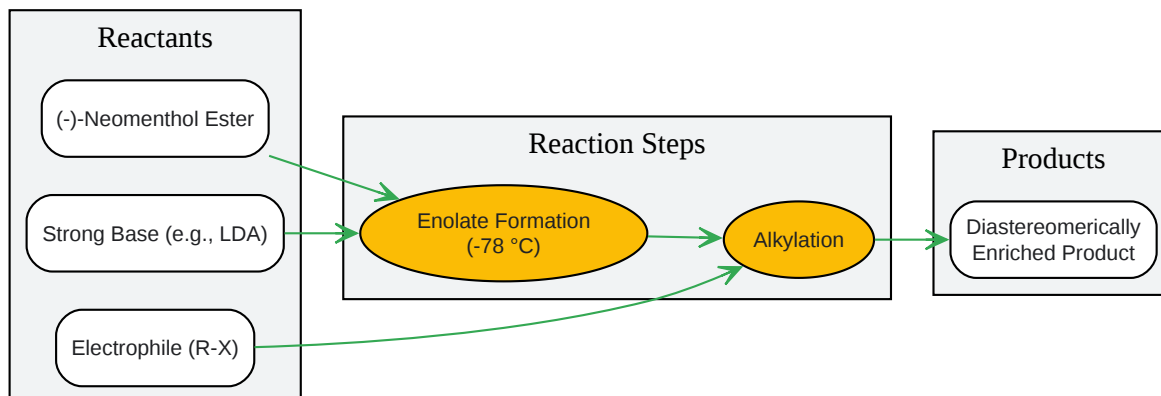 Reactants
(-)-Neomenthol Ester
Strong Base (e.g., LDA)
Electrophile (R-X)
Reaction Steps
Enolate Formation
(-78 °C)
Alkylation
Products
Diastereomerically
Enriched Product